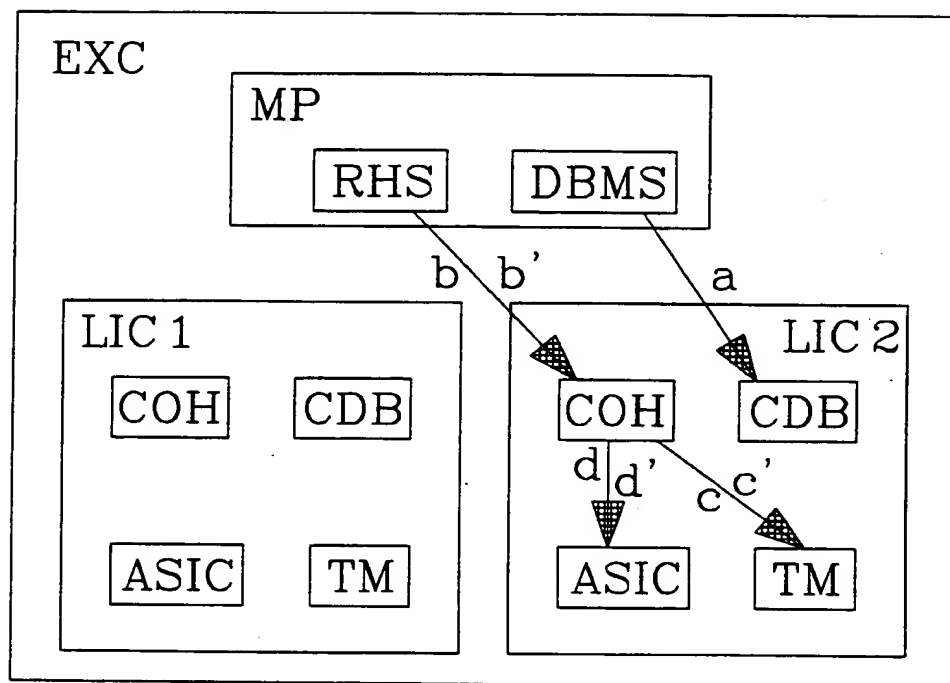 EXC
MP
RHS DBMS
b b' a
LIC 1 LIC 2
COH CDB COH CDB
d d' c c'
ASIC TM ASIC TM